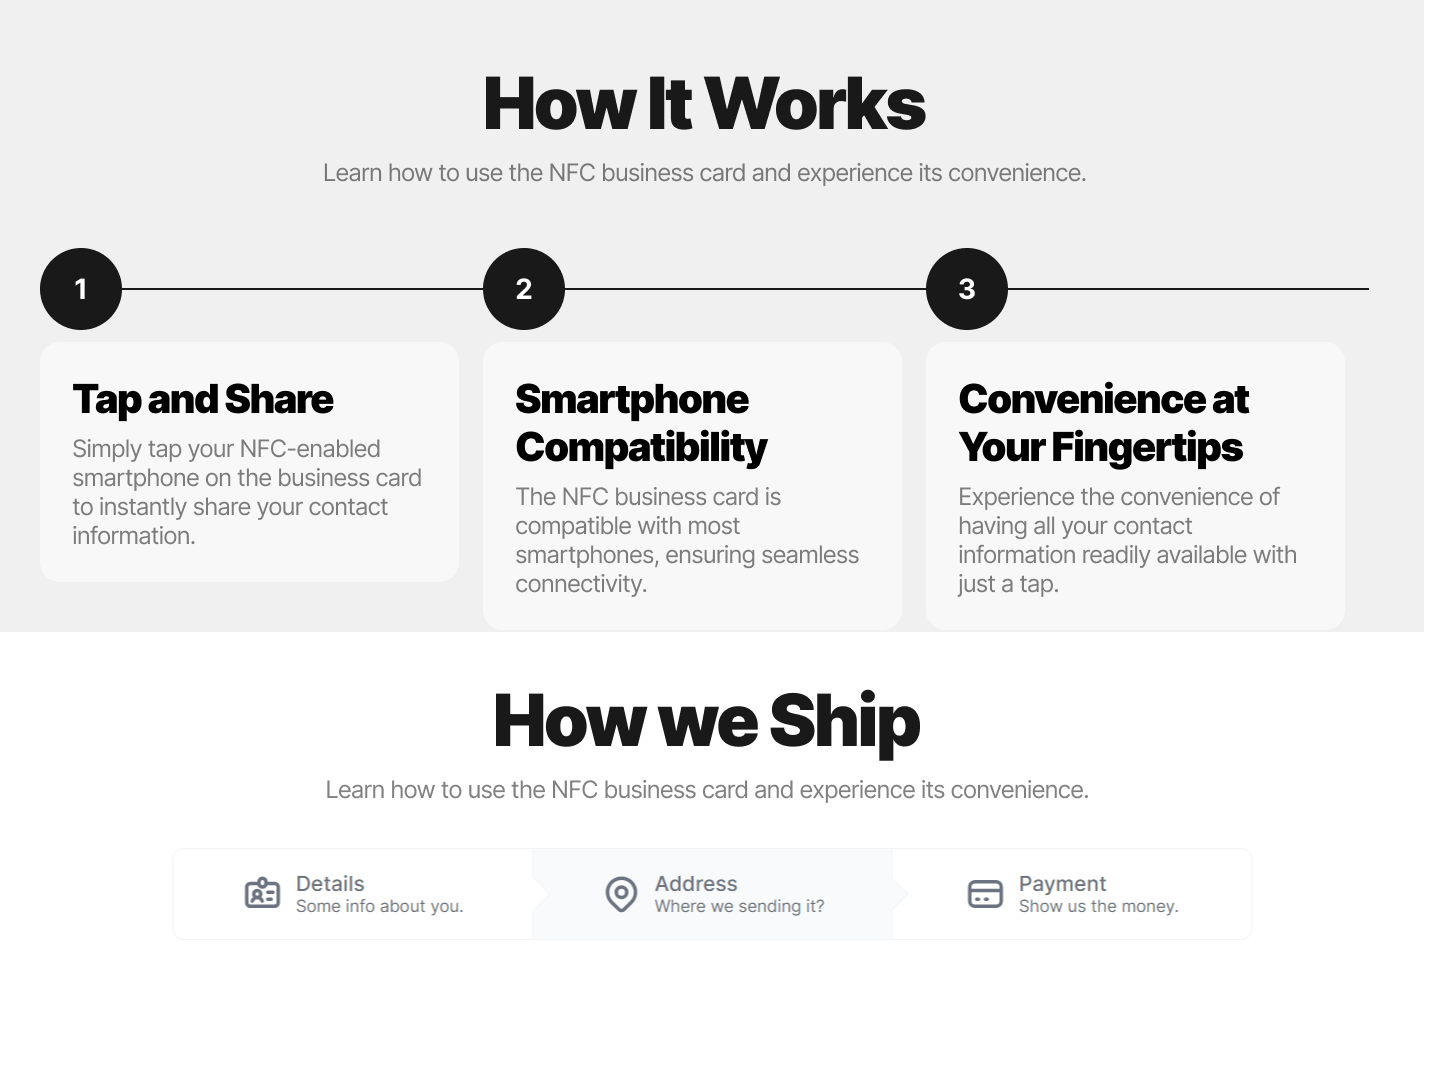 How It Works
Learn how to use the NFC business card and experience its convenience.
1
2
3
Tap and Share
Simply tap your NFC-enabled
smartphone on the business card
to instantly share your contact
information.
Smartphone
Compatibility
The NFC business card is
compatible with most
smartphones, ensuring seamless
connectivity.
Convenience at
Your Fingertips
Experience the convenience of
having all your contact
information readily available with
just a tap.
How we Ship
Learn how to use the NFC business card and experience its convenience.
Details
Some info about you.
Address
Where we sending it?
Payment
Show us the money.